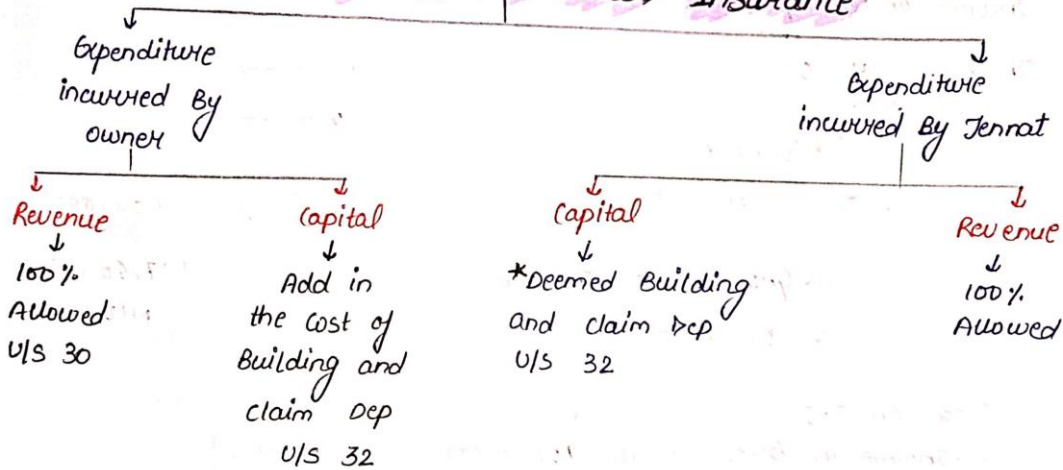 Insurance
Expenditure
incurred By
owner
Expenditure
incurred By Tennat
Revenue
100%
Allowed
U/S 30
Capital
Add in
the Cost of
Building and
claim Dep
U/S 32
Capital
*Deemed Building
and claim Dep
U/S 32
Revenue
100%
Allowed